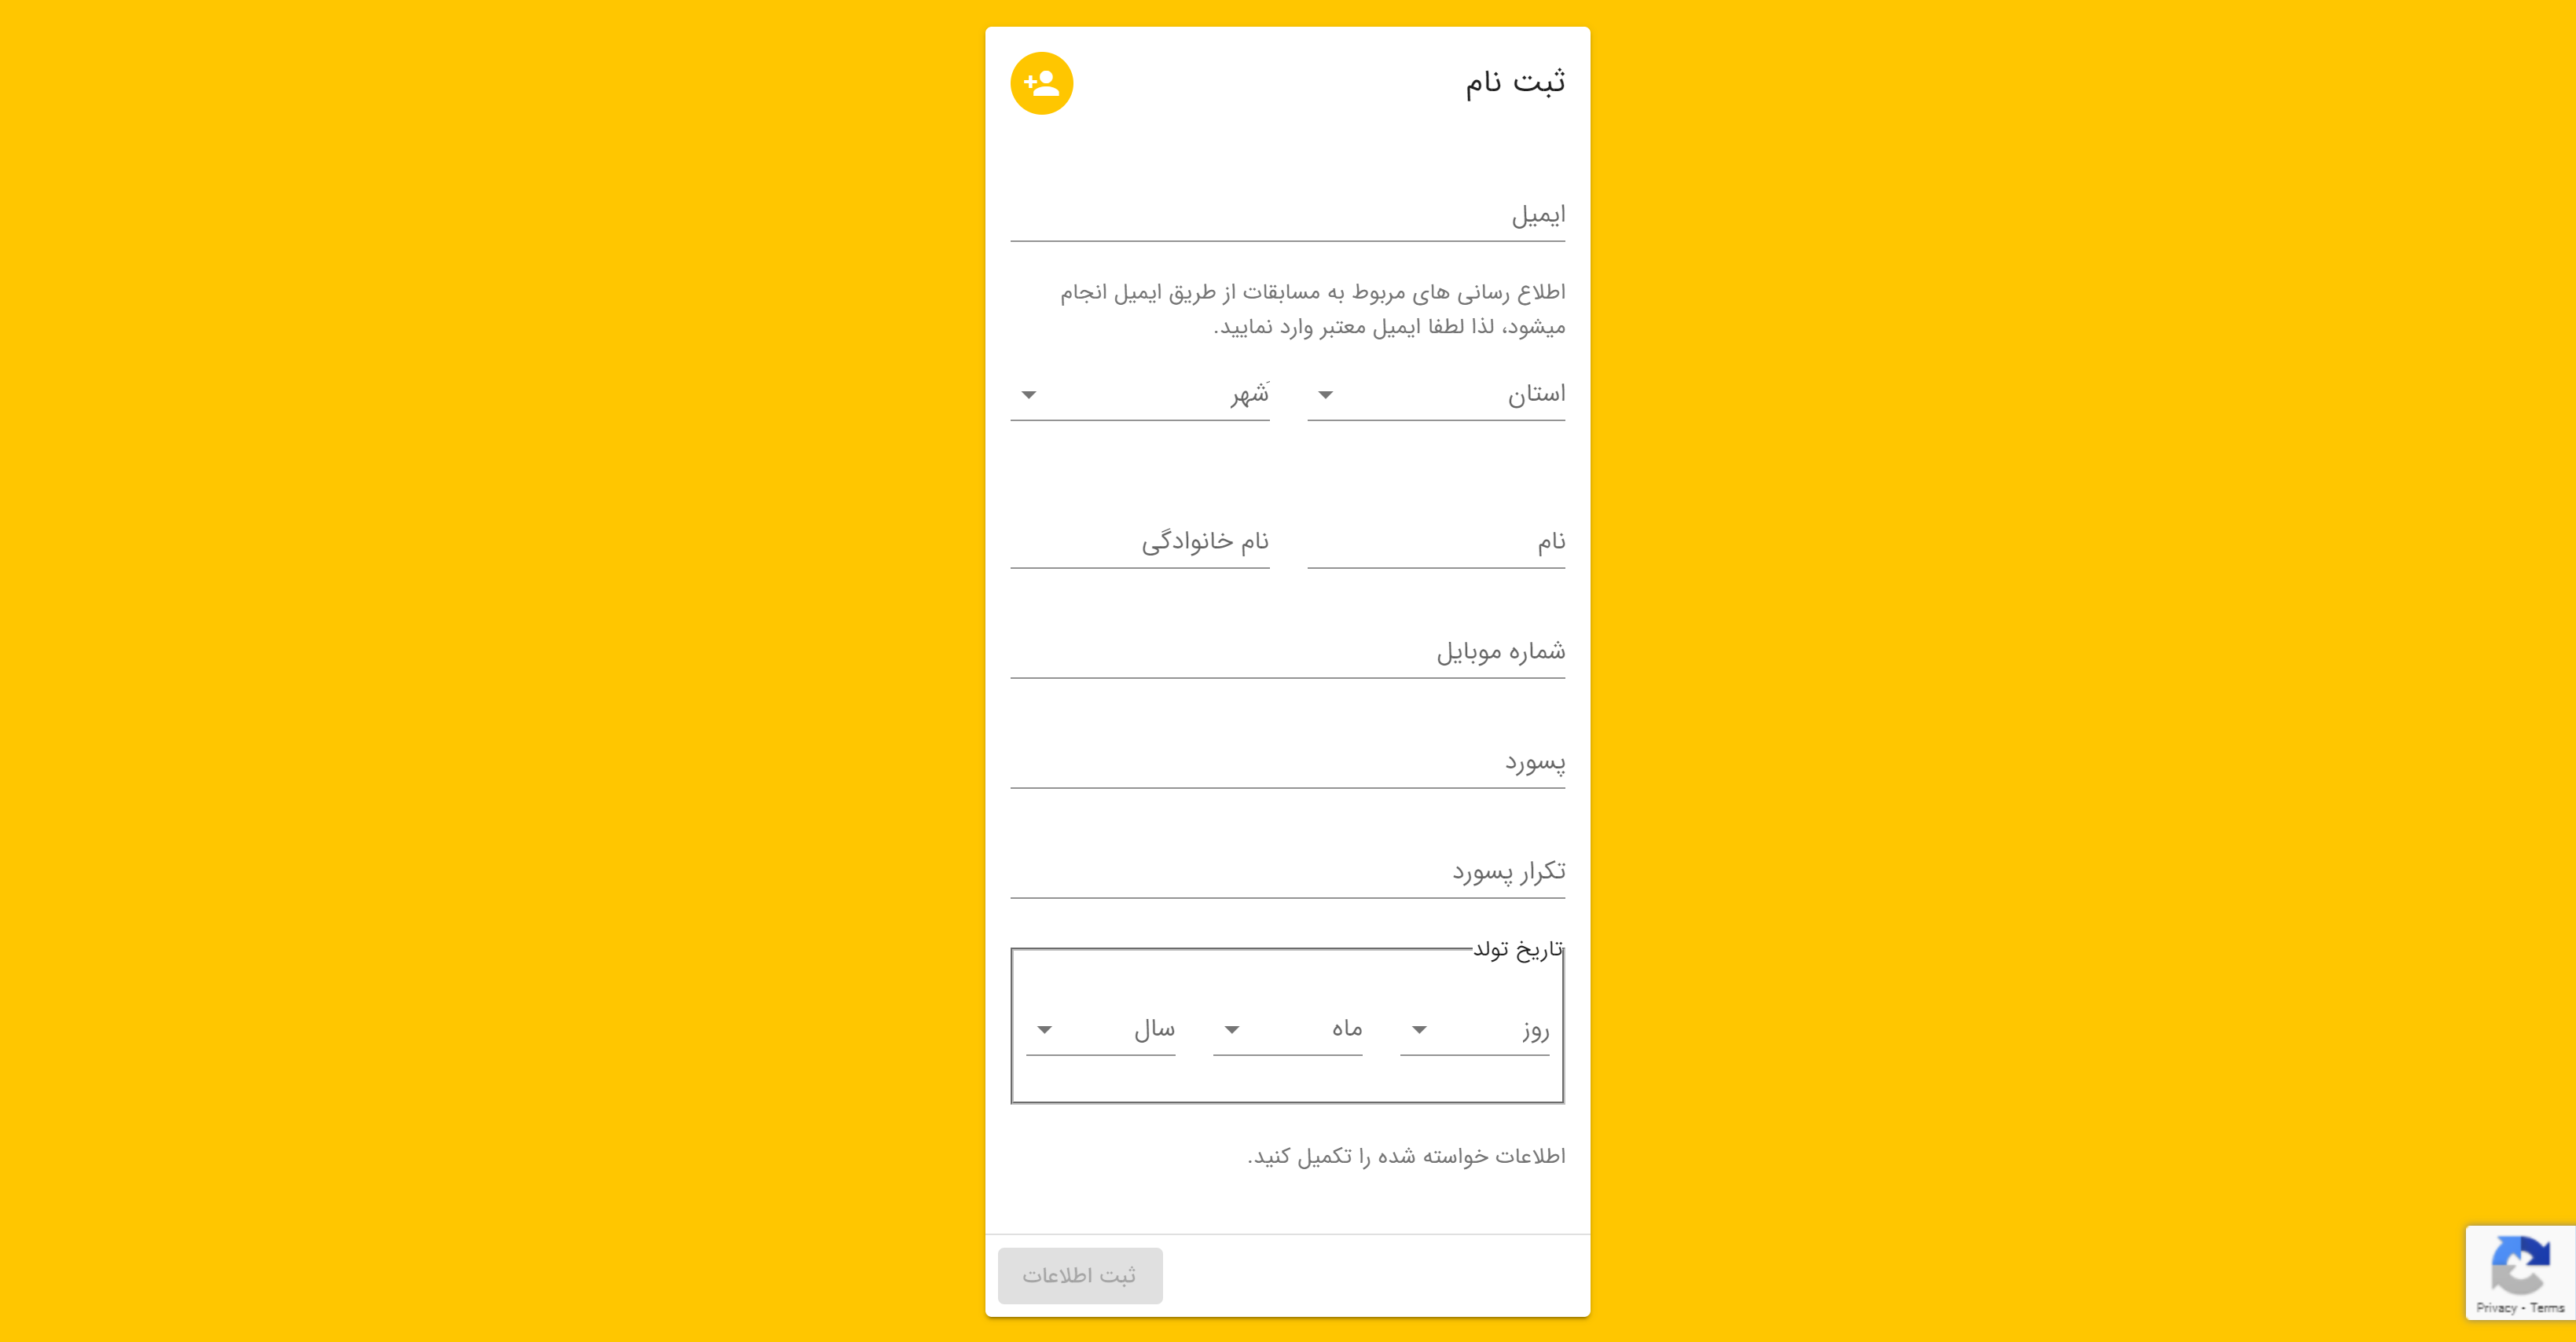 ثبت نام
ایمیل
اطلاع رسانی های مربوط به مسابقات از طریق ایمیل انجام
میشود، لذا لطفا ایمیل معتبر وارد نمایید.
استان
َشهر
نام
نام خانوادگی
شماره موبایل
پسورد
تکرار پسورد
تاریخ تولد
روز
ماه
سال
اطلاعات خواسته شده را تکمیل کنید.
ثبت اطلاعات
Privacy - Terms